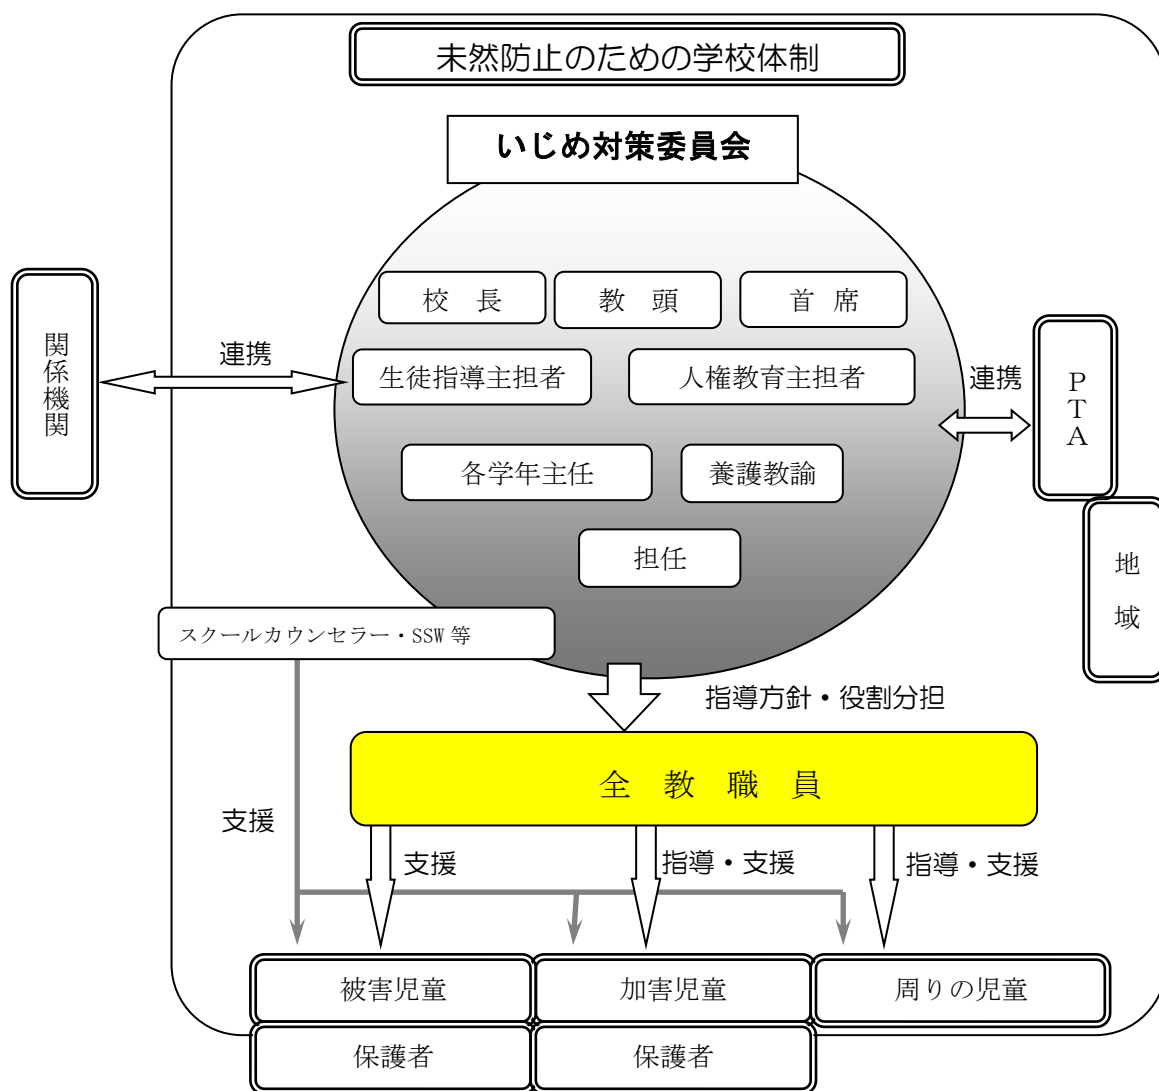 未然防止のための学校体制
いじめ対策委員会
校　長
教　頭
首　席
関係機関
連携
生徒指導主担者
人権教育主担者
連携
PTA
各学年主任
養護教諭
地域
担任
スクールカウンセラー・SSW 等
指導方針・役割分担
全　教　職　員
支援
支援
指導・支援
指導・支援
被害児童
加害児童
周りの児童
保護者
保護者